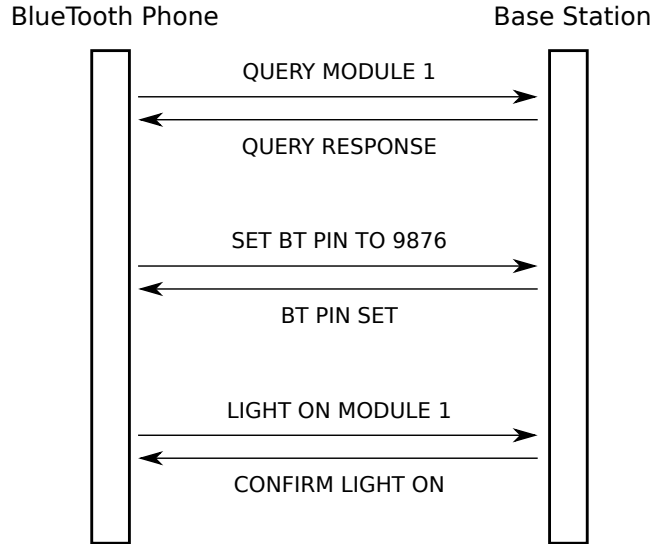 BlueTooth Phone
Base Station
QUERY MODULE 1
QUERY RESPONSE
SET BT PIN TO 9876
BT PIN SET
LIGHT ON MODULE 1
CONFIRM LIGHT ON